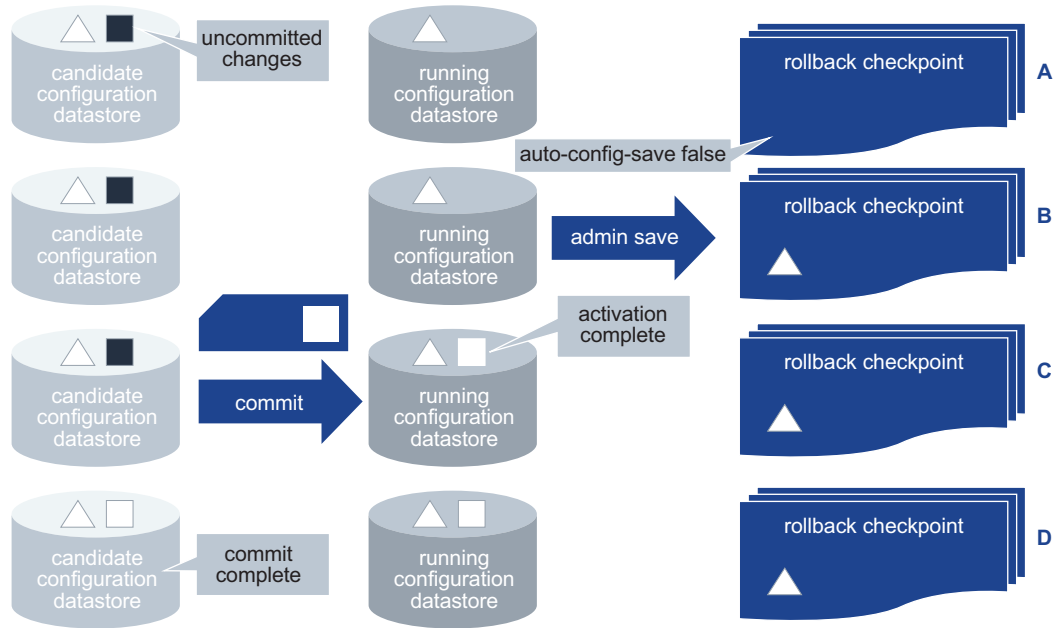 uncommitted
changes
candidate
configuration
datastore
running
configuration
datastore
rollback checkpoint
A
auto-config-save false
candidate
configuration
datastore
running
configuration
datastore
admin save
rollback checkpoint
B
candidate
configuration
datastore
commit
running
configuration
datastore
activation
complete
rollback checkpoint
C
candidate
configuration
datastore
commit
complete
running
configuration
datastore
rollback checkpoint
D